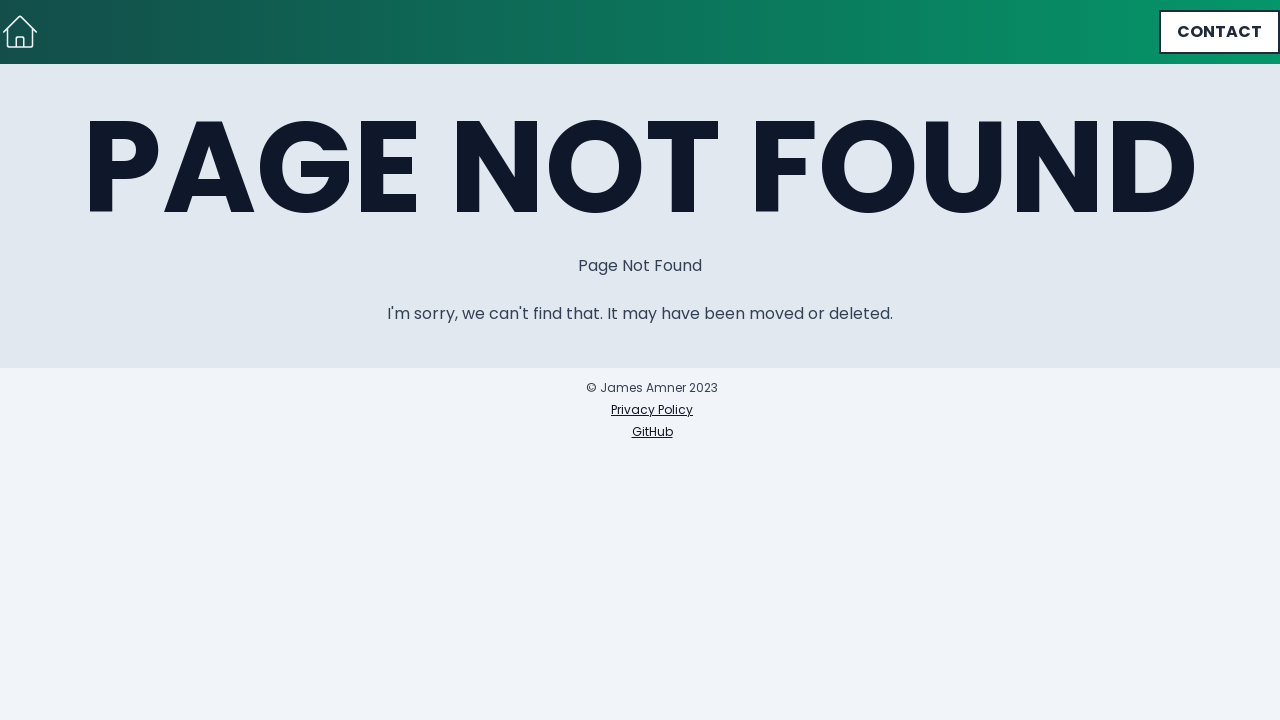 CONTACT
PAGE NOT FOUND
Page Not Found
I'm sorry, we can't find that. It may have been moved or deleted.
© James Amner 2023
Privacy Policy
GitHub